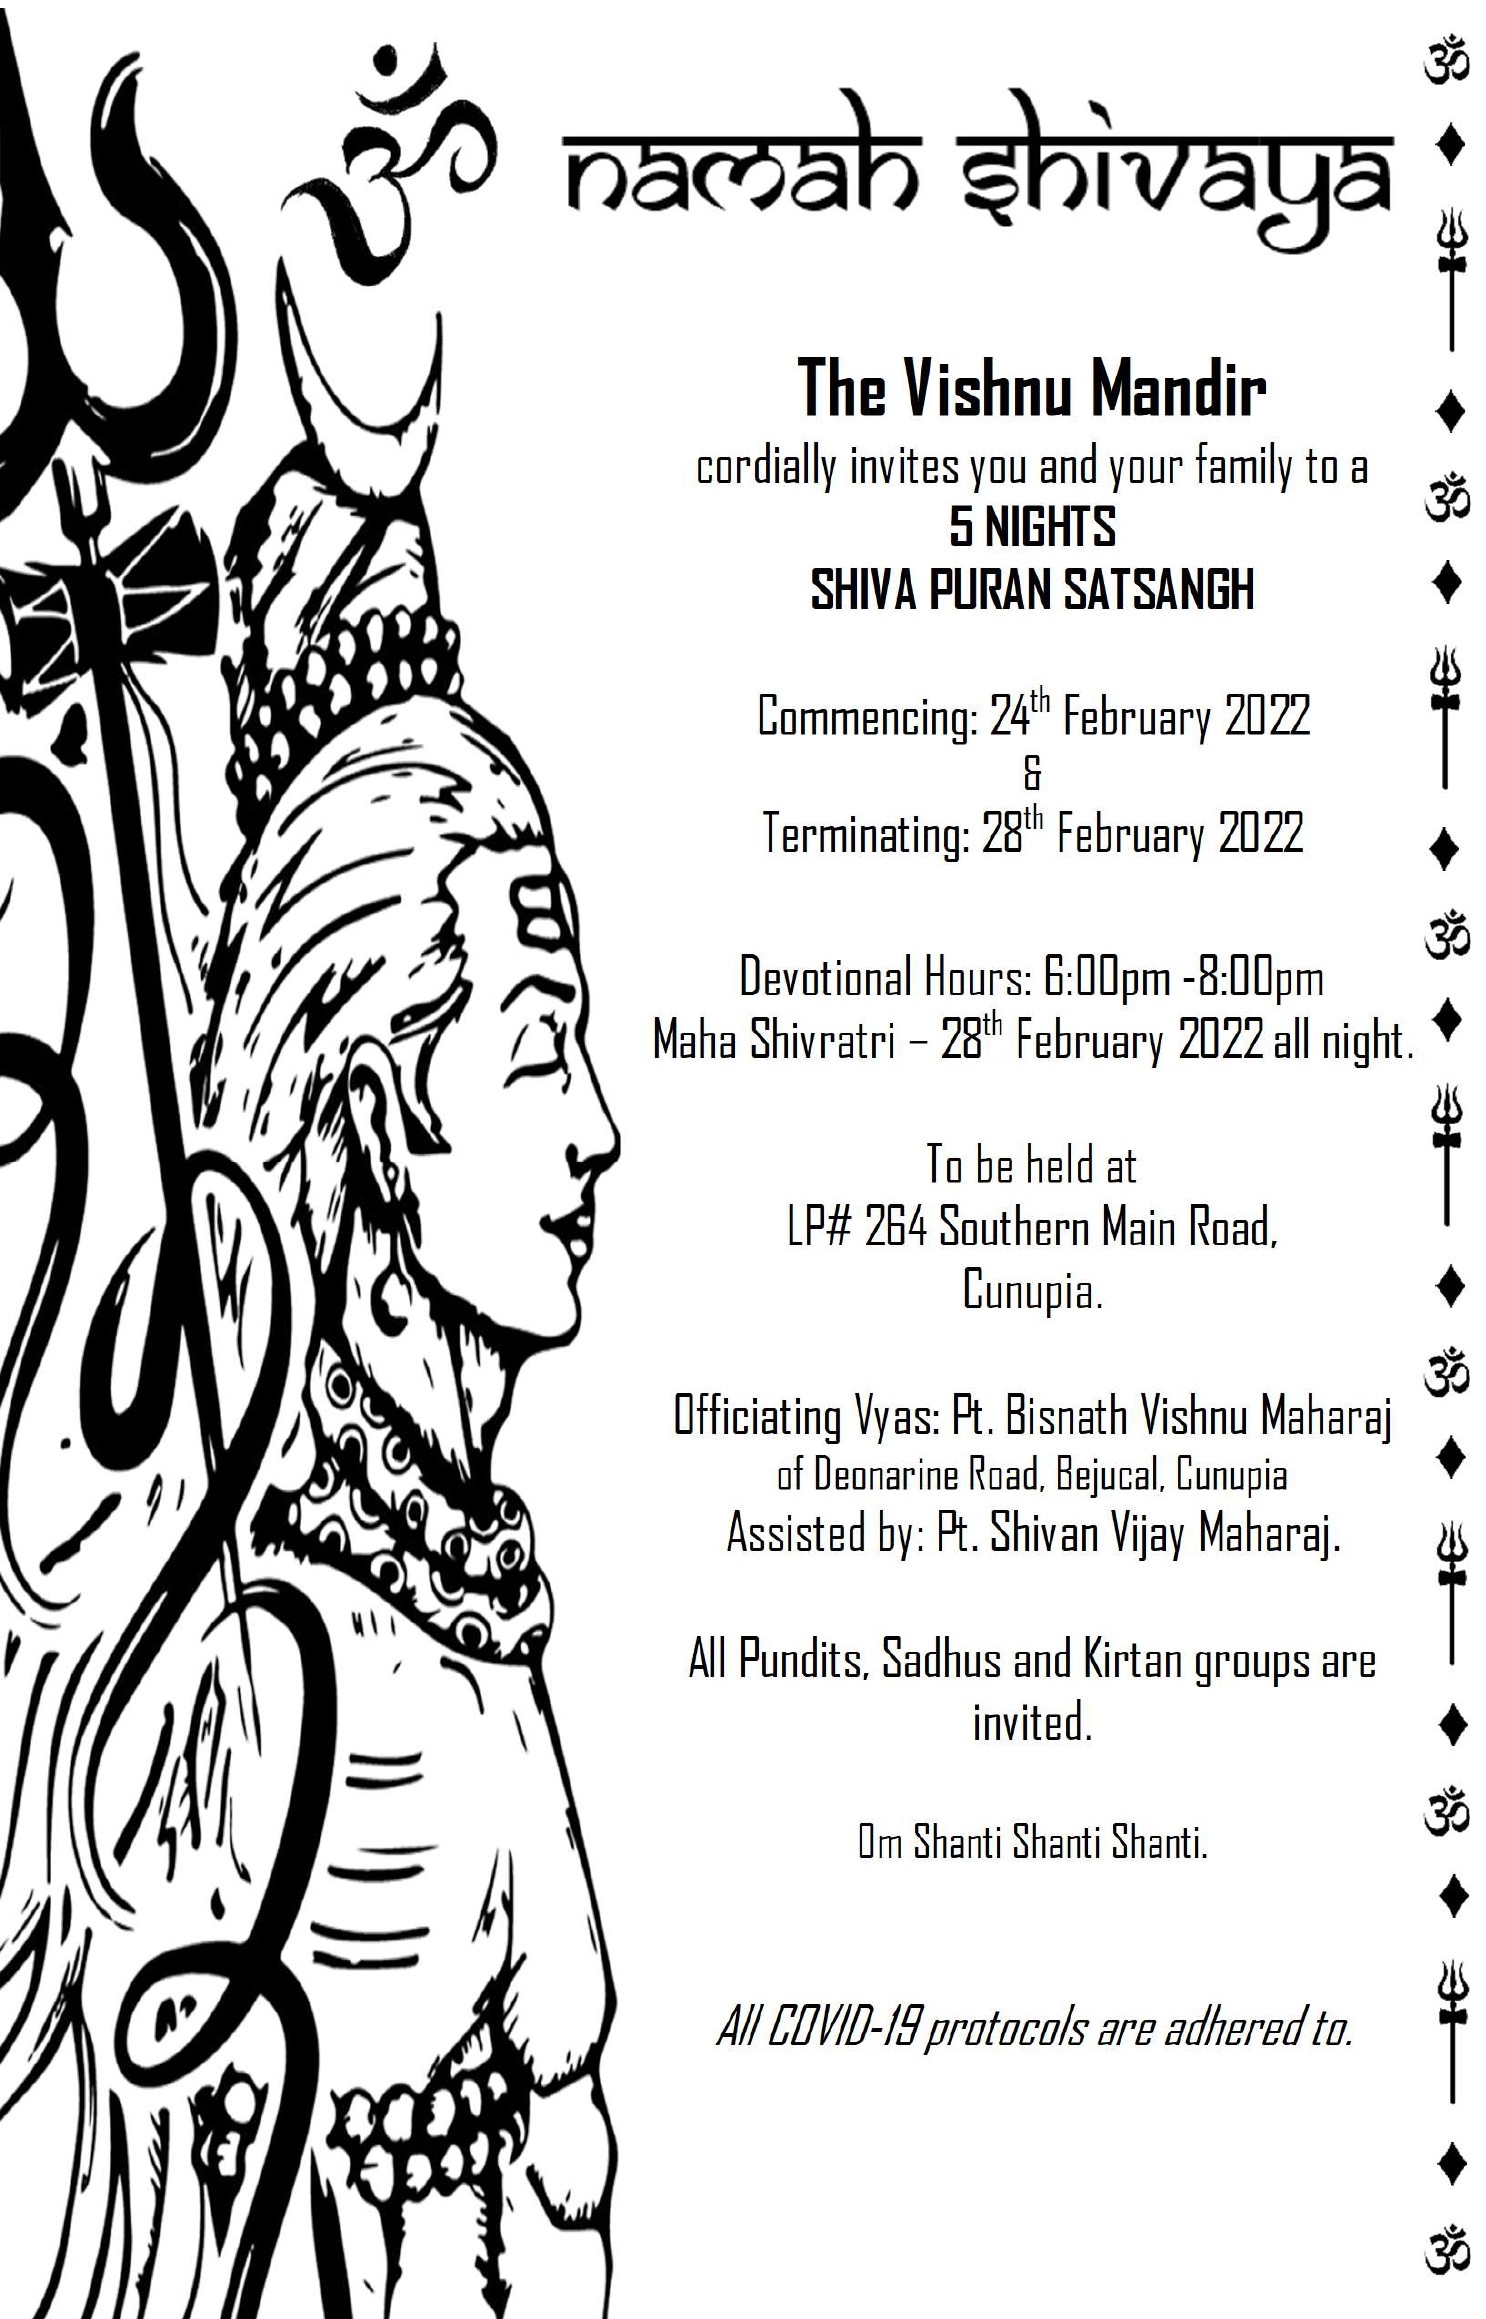 ॐ namah shivaya
The Vishnu Mandir
cordially invites you and your family to a
5 NIGHTS
SHIVA PURAN SATSANGH
Commencing: 24th February 2022
&
Terminating: 28th February 2022
Devotional Hours: 6:00pm -8:00pm
Maha Shivratri – 28th February 2022 all night.
To be held at
LP# 264 Southern Main Road,
Cunupia.
Officiating Vyas: Pt. Bisnath Vishnu Maharaj
of Deonarine Road, Bejucal, Cunupia
Assisted by: Pt. Shivan Vijay Maharaj.
All Pundits, Sadhus and Kirtan groups are
invited.
Om Shanti Shanti Shanti.
All COVID-19 protocols are adhered to.
ॐ
ॐ
ॐ
ॐ
ॐ
ॐ